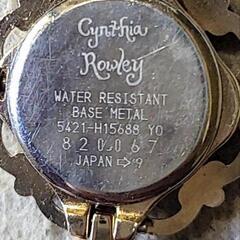 Cynthia
Rowley
WATER RESISTANT
BASE METAL
5421-H15688 YO
820067
JAPAN ⇨9